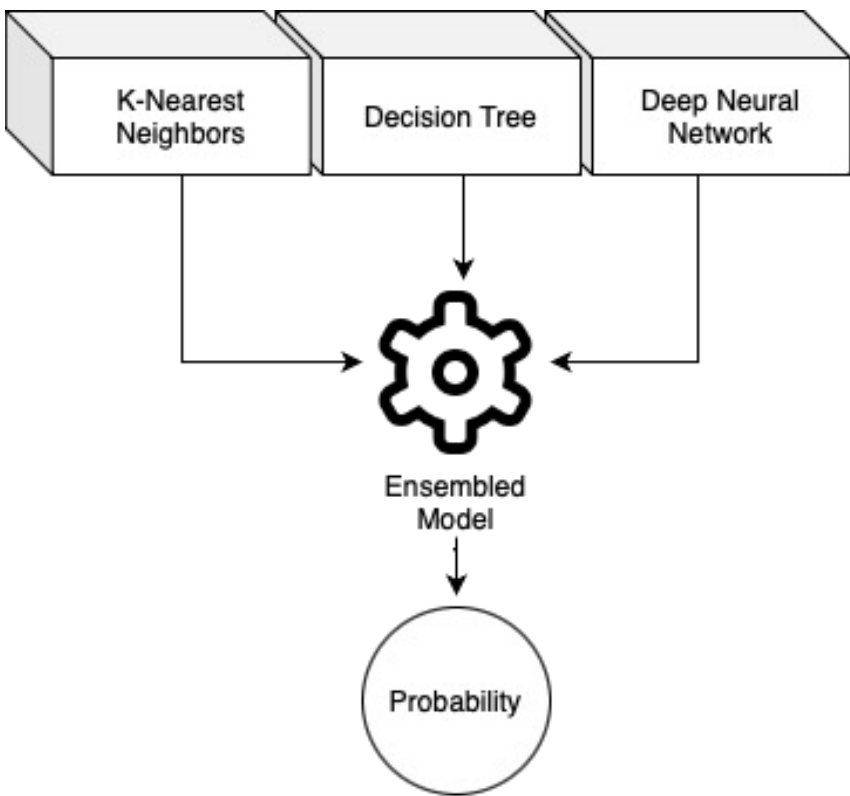 K-Nearest
Neighbors
Decision Tree
Deep Neural
Network
Ensembled
Model
Probability